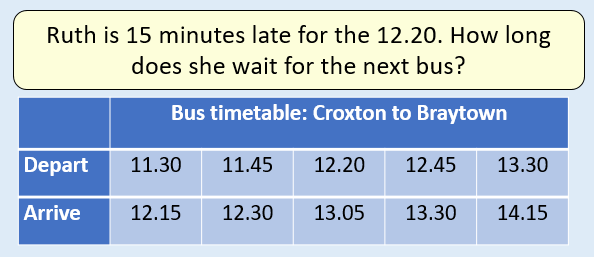 Ruth is 15 minutes late for the 12.20. How long
does she wait for the next bus?
Bus timetable: Croxton to Braytown
Depart 11.30 11.45 12.20 12.45 13.30
Arrive 12.15 12.30 13.05 13.30 14.15